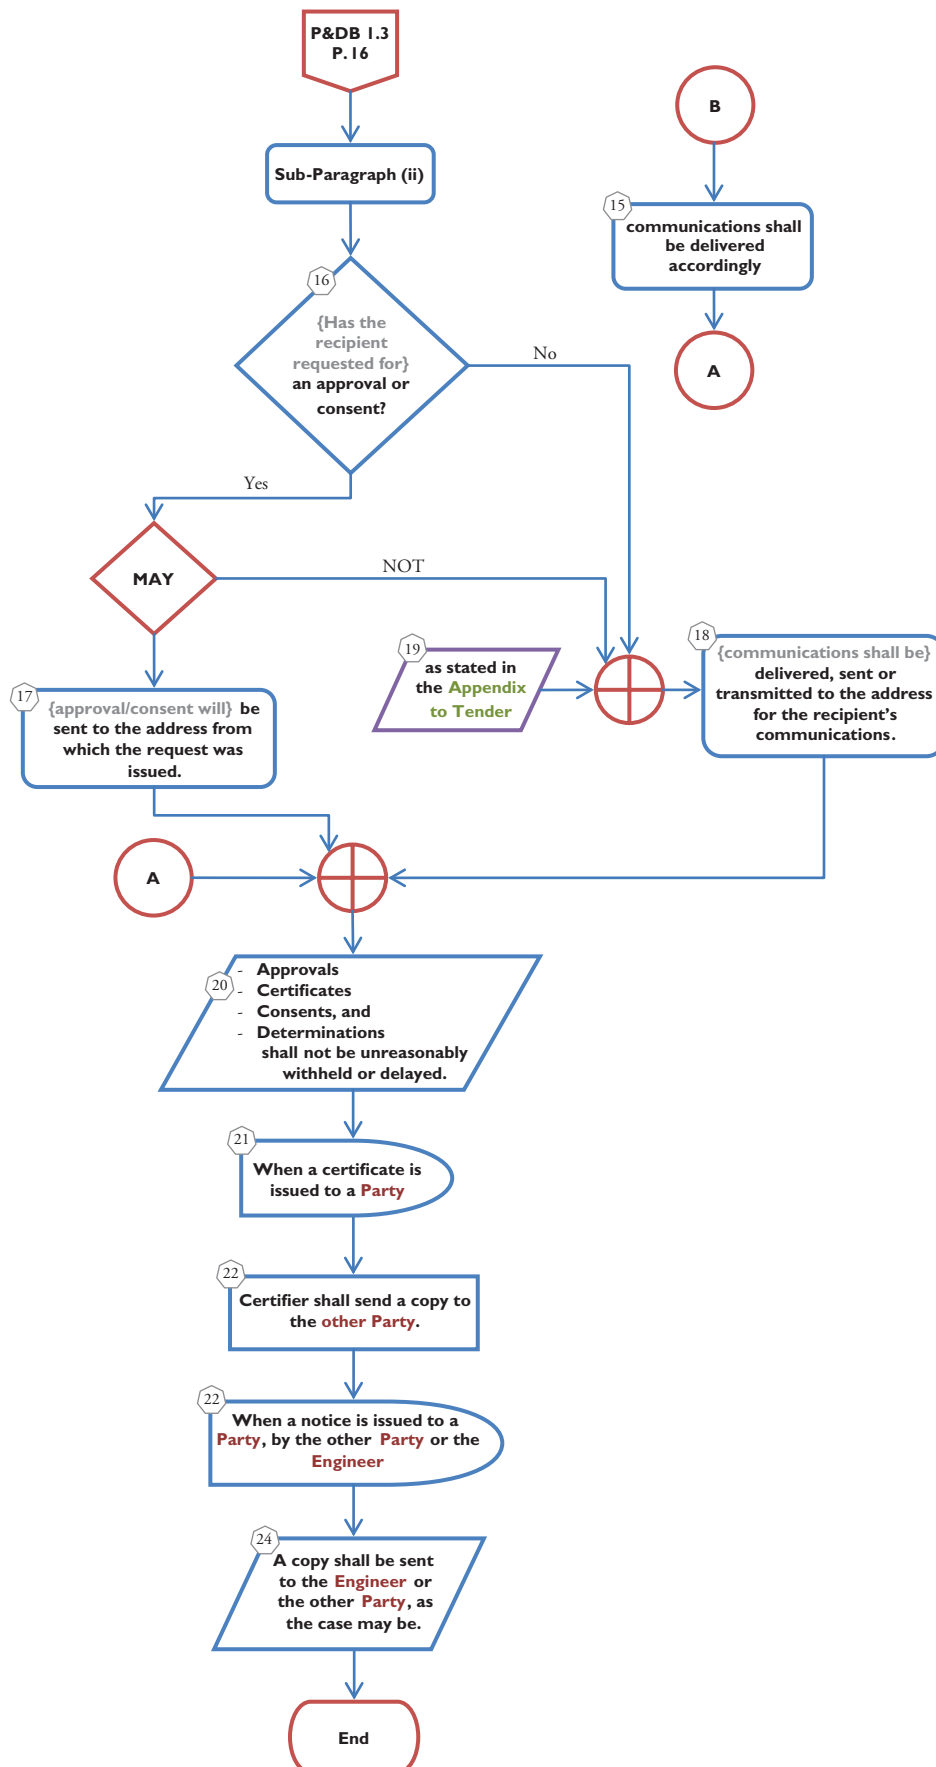 P&DB 1.3
P. 16
Sub-Paragraph (ii)
B
15
communications shall
be delivered
accordingly
A
16
{Has the
recipient
requested for}
an approval or
consent?
No
Yes
MAY
NOT
17
{approval/consent will} be
sent to the address from
which the request was
issued.
19
as stated in
the Appendix
to Tender
18
{communications shall be}
delivered, sent or
transmitted to the address
for the recipient's
communications.
A
20
- Approvals
- Certificates
- Consents, and
- Determinations
shall not be unreasonably
withheld or delayed.
21
When a certificate is
issued to a Party
22
Certifier shall send a copy to
the other Party.
22
When a notice is issued to a
Party, by the other Party or the
Engineer
24
A copy shall be sent
to the Engineer or
the other Party, as
the case may be.
End